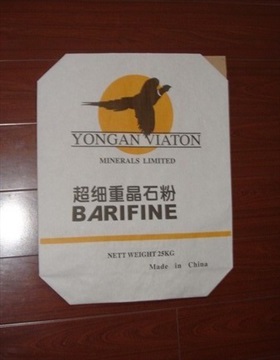 YONGAN VIATON
MINERALS LIMITED
超细重晶石粉
BARIFINE
NETT WEIGHT 25KG
Made in China